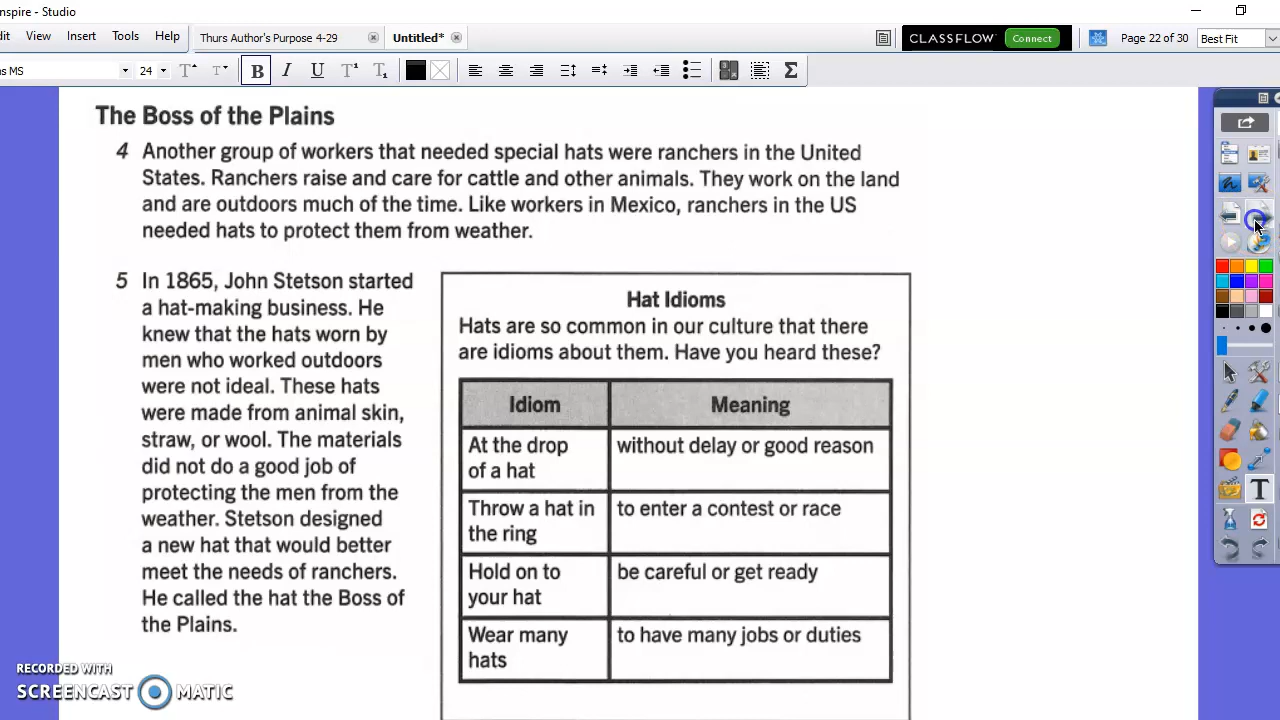 nspire - Studio
dit View Insert Tools Help
Thurs Author's Purpose 4-29
Untitled*
CLASSFLOW Connect
Page 22 of 30
Best Fit
ns MS
24
The Boss of the Plains
4 Another group of workers that needed special hats were ranchers in the United
States. Ranchers raise and care for cattle and other animals. They work on the land
and are outdoors much of the time. Like workers in Mexico, ranchers in the US
needed hats to protect them from weather.
5 In 1865, John Stetson started
a hat-making business. He
knew that the hats worn by
men who worked outdoors
were not ideal. These hats
were made from animal skin,
straw, or wool. The materials
did not do a good job of
protecting the men from the
weather. Stetson designed
a new hat that would better
meet the needs of ranchers.
He called the hat the Boss of
the Plains.
Hat Idioms
Hats are so common in our culture that there
are idioms about them. Have you heard these?
Idiom Meaning
At the drop
of a hat
without delay or good reason
Throw a hat in
the ring
to enter a contest or race
Hold on to
your hat
be careful or get ready
Wear many
hats
to have many jobs or duties
RECORDED WITH
SCREENCAST MATIC